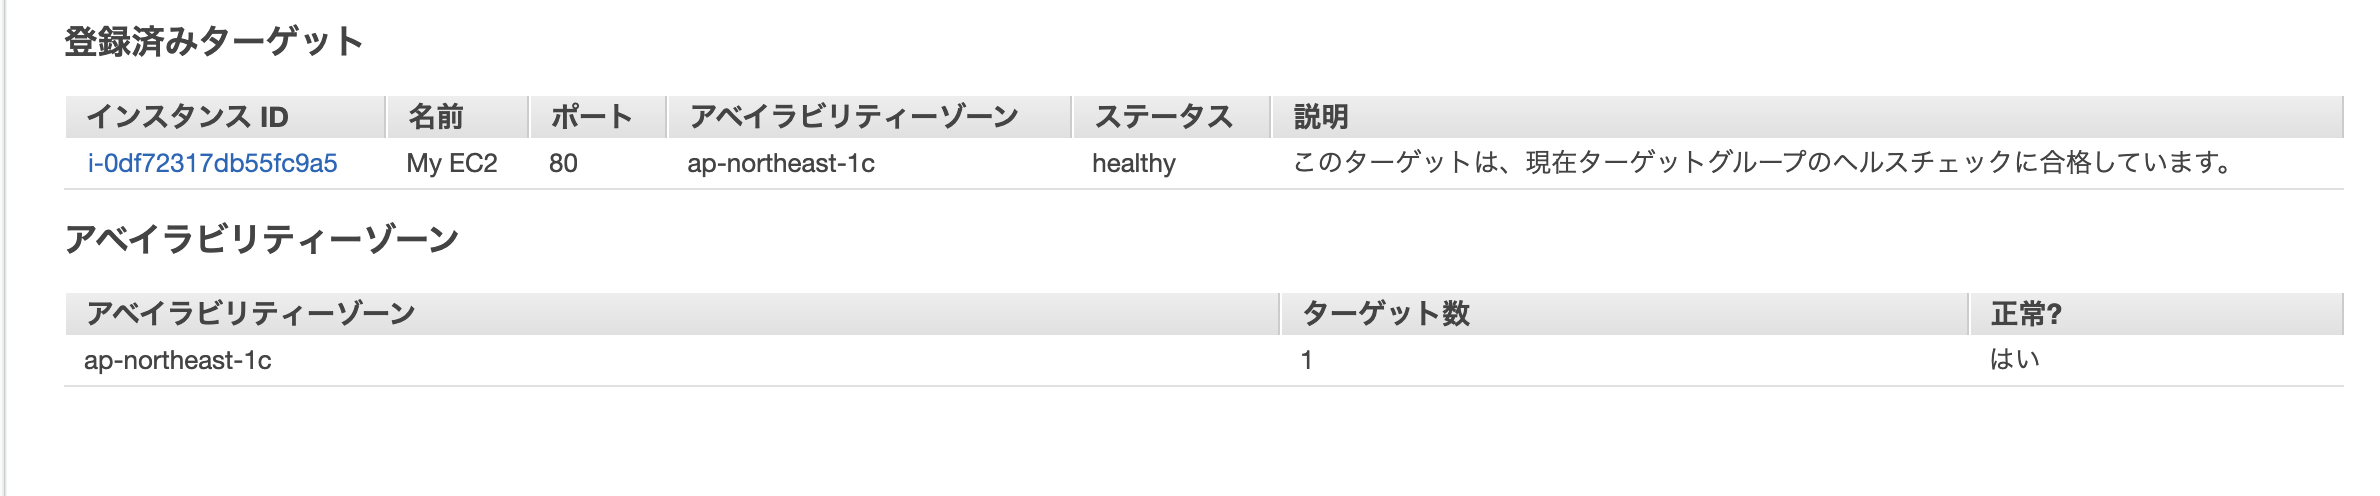 登録済みターゲット
インスタンス ID 名前 ポート アベイラビリティーゾーン ステータス 説明
i-0df72317db55fc9a5 My EC2 80 ap-northeast-1c healthy このターゲットは、現在ターゲットグループのヘルスチェックに合格しています。
アベイラビリティーゾーン
アベイラビリティーゾーン ターゲット数 正常?
ap-northeast-1c 1 はい